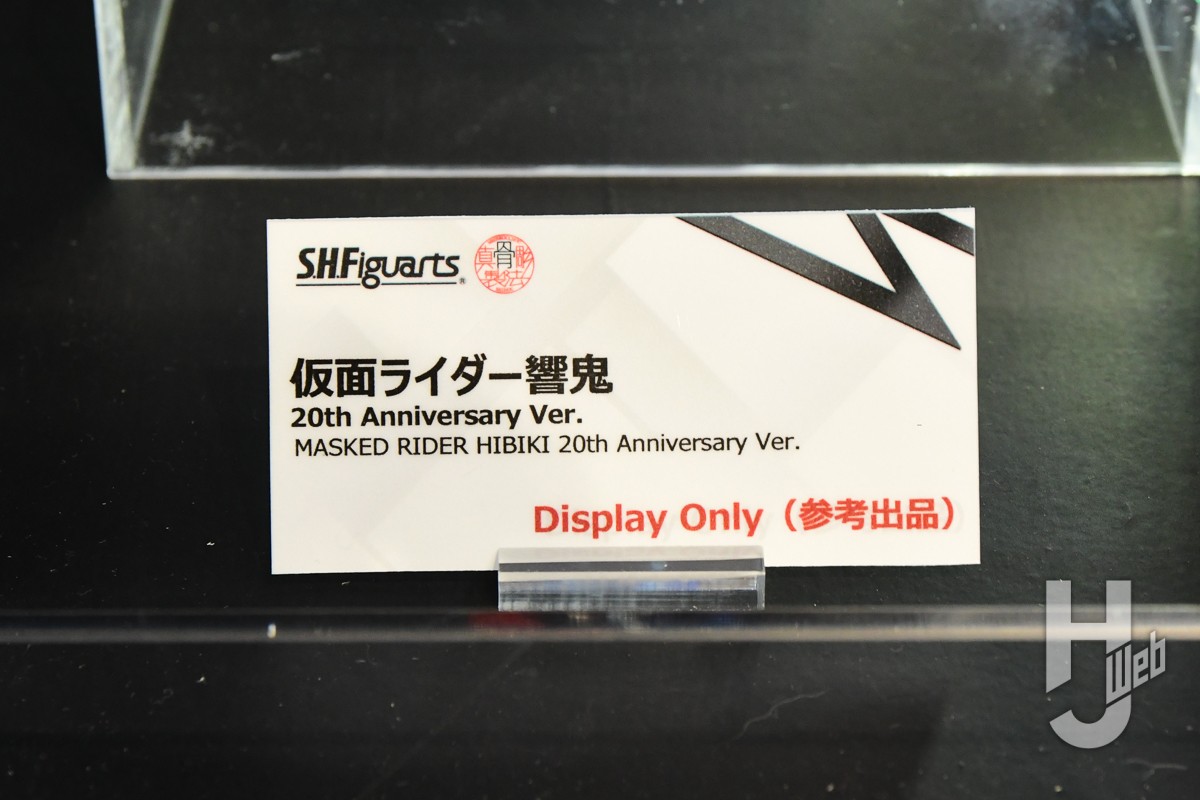 S.H.Figuarts®
真骨彫製法
仮面ライダー響鬼
20th Anniversary Ver.
MASKED RIDER HIBIKI 20th Anniversary Ver.
Display Only（参考出品）
HJ Web